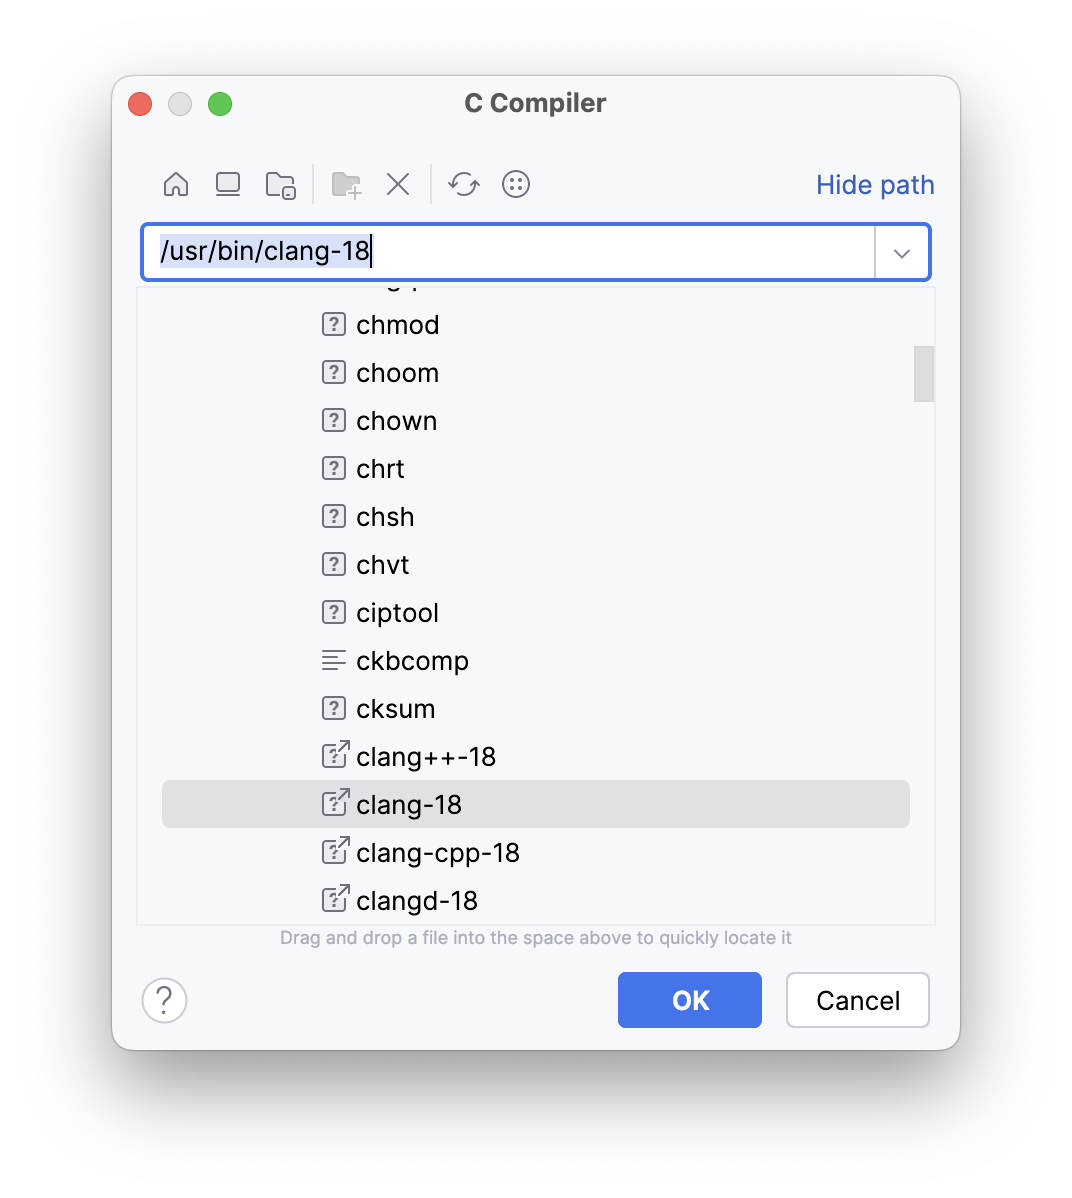 C Compiler
Hide path
/usr/bin/clang-18
chmod
choom
chown
chrt
chsh
chvt
ciptool
ckbcomp
cksum
clang++-18
clang-18
clang-cpp-18
clangd-18
Drag and drop a file into the space above to quickly locate it
?
OK
Cancel